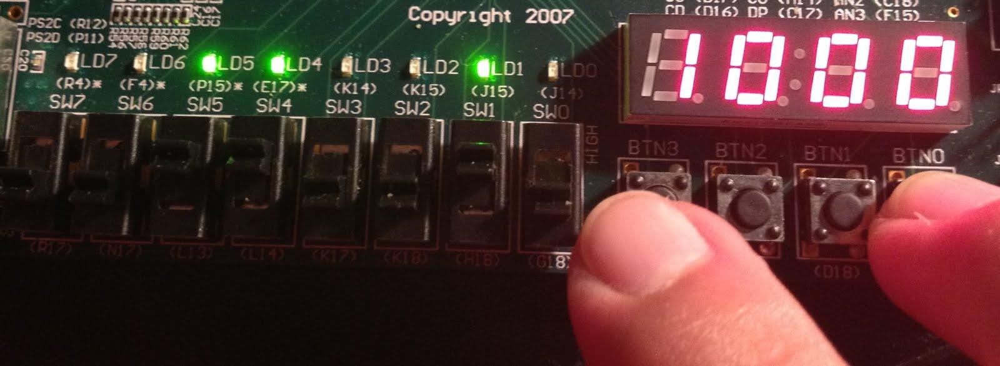 Copyright 2007
CD (D16) DP (C17) AN3 (F15)
PS2C (R12)
PS2D (P11)
LD7 LD6 LD5 LD4 LD3 LD2 LD1 LD0
(R4)* (F4)* (P15)* (E17)* (K14) (K15) (J15) (J14)
SW7 SW6 SW5 SW4 SW3 SW2 SW1 SW0
1000
HIGH
BTN3 BTN2 BTN1 BTN0
(R17) (N17) (L13) (L14) (K17) (K18) (H18) (G18)
(D18)